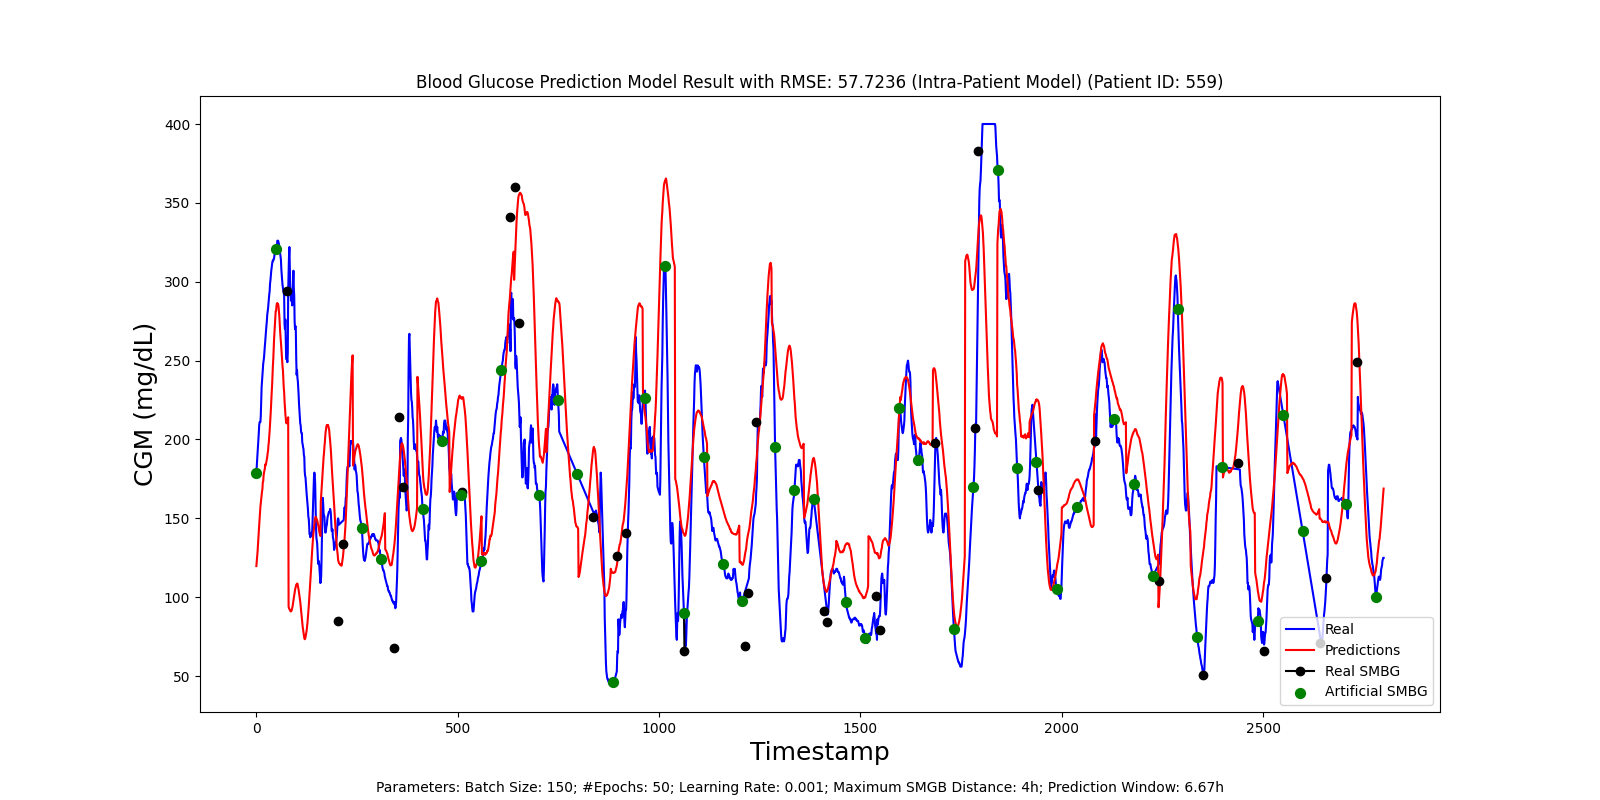 Blood Glucose Prediction Model Result with RMSE: 57.7236 (Intra-Patient Model) (Patient ID: 559)
CGM (mg/dL)
400
350
300
250
200
150
100
50
Real
Predictions
Real SMBG
Artificial SMBG
0 500 1000 1500 2000 2500
Timestamp
Parameters: Batch Size: 150; #Epochs: 50; Learning Rate: 0.001; Maximum SMGB Distance: 4h; Prediction Window: 6.67h